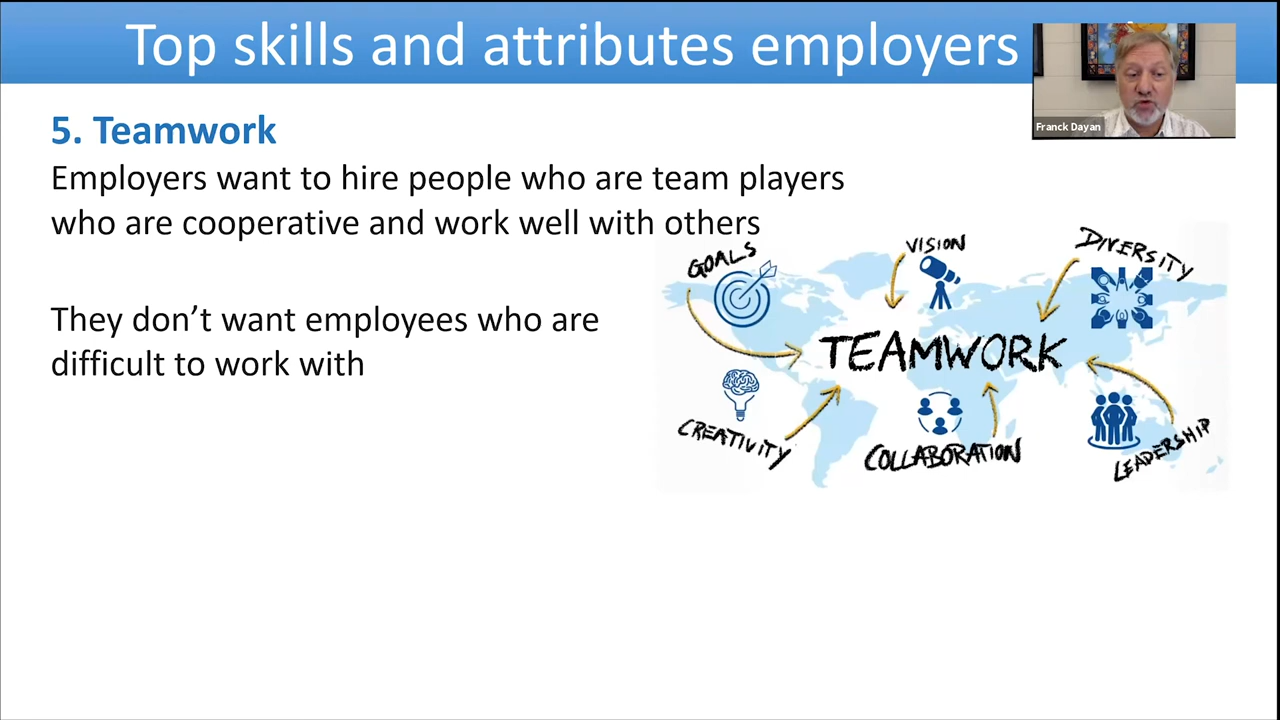 Top skills and attributes employers
Franck Dayan
5. Teamwork
Employers want to hire people who are team players
who are cooperative and work well with others
They don’t want employees who are
difficult to work with
GOALS
VISION
DIVERSITY
TEAMWORK
CREATIVITY
COLLABORATION
LEADERSHIP